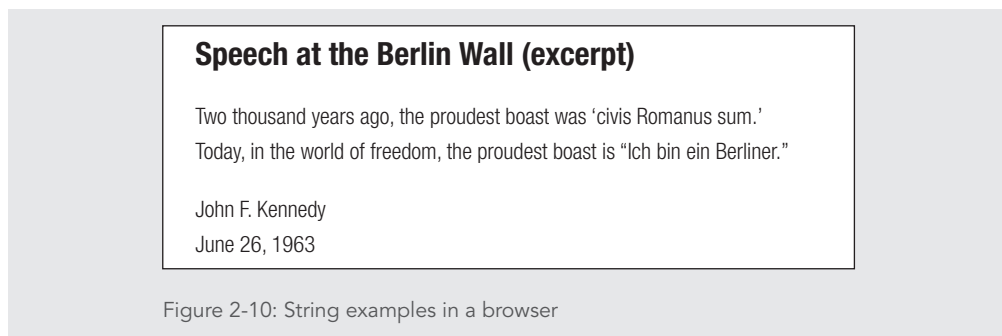 Speech at the Berlin Wall (excerpt)
Two thousand years ago, the proudest boast was ‘civis Romanus sum.’
Today, in the world of freedom, the proudest boast is “Ich bin ein Berliner.”
John F. Kennedy
June 26, 1963
Figure 2-10: String examples in a browser